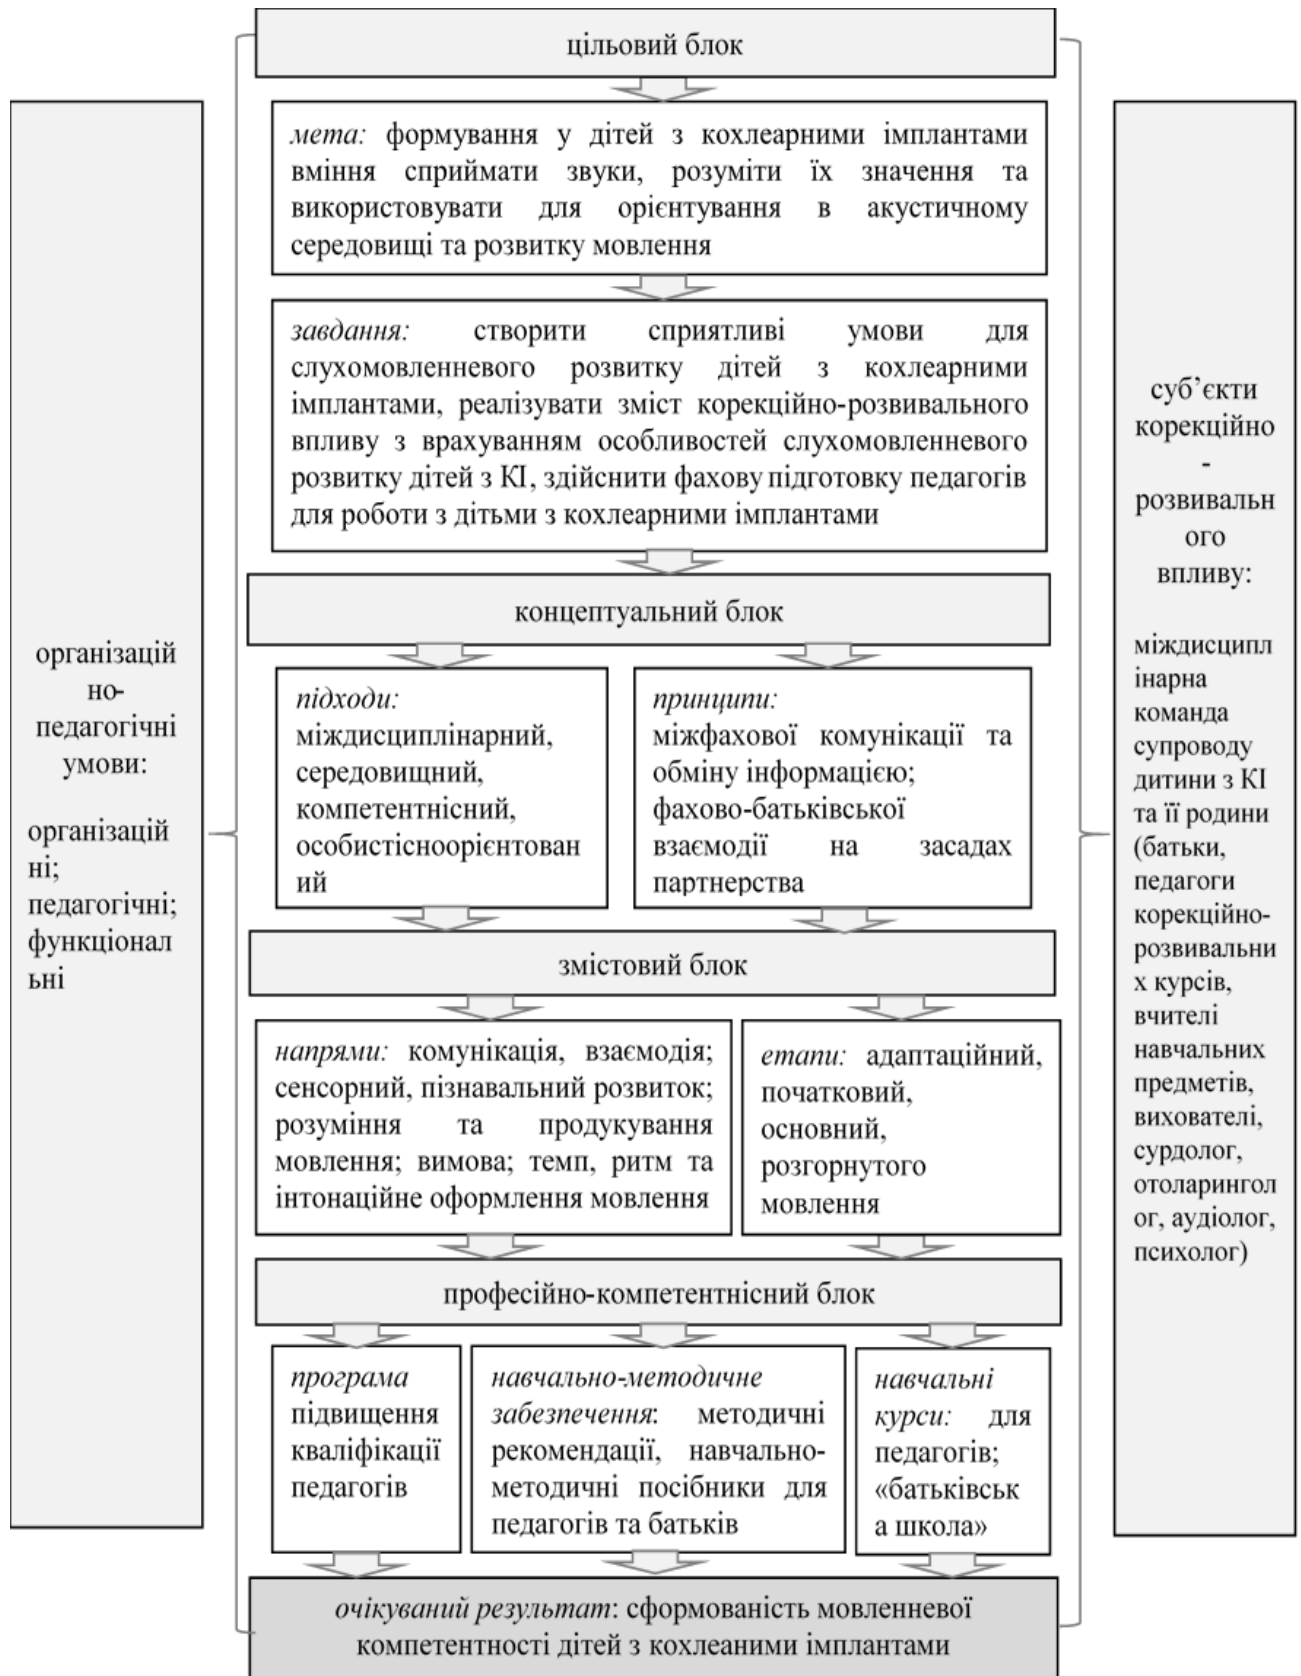 цільовий блок
мета: формування у дітей з кохлеарними імплантами
вміння сприймати звуки, розуміти їх значення та
використовувати для орієнтування в акустичному
середовищі та розвитку мовлення
завдання: створити сприятливі умови для
слухомовленневого розвитку дітей з кохлеарними
імплантами, реалізувати зміст корекційно-розвивального
впливу з врахуванням особливостей слухомовленневого
розвитку дітей з КІ, здійснити фахову підготовку педагогів
для роботи з дітьми з кохлеарними імплантами
концептуальний блок
підходи:
міждисциплінарний,
середовищний,
компетентнісний,
особистісноорієнтован
ий
принципи:
міжфахової комунікації та
обміну інформацією;
фахово-батьківської
взаємодії на засадах
партнерства
змістовий блок
напрями: комунікація, взаємодія;
сенсорний, пізнавальний розвиток;
розуміння та продукування
мовлення; вимова; темп, ритм та
інтонаційне оформлення мовлення
етапи: адаптаційний,
початковий,
основний,
розгорнутого
мовлення
професійно-компетентнісний блок
програма
підвищення
кваліфікації
педагогів
навчально-методичне
забезпечення: методичні
рекомендації, навчально-
методичні посібники для
педагогів та батьків
навчальні
курси: для
педагогів;
«батьківськ
а школа»
очікуваний результат: сформованість мовленневої
компетентності дітей з кохлеаними імплантами
організацій
но-
педагогічні
умови:
організацій
ні;
педагогічні;
функціонал
ьні
суб’єкти
корекційно
-
розвивальн
ого
впливу:
міждисципл
інарна
команда
супроводу
дитини з КІ
та її родини
(батьки,
педагоги
корекційно-
розвивальни
х курсів,
вчителі
навчальних
предметів,
вихователі,
сурдолог,
отоларингол
ог, аудіолог,
психолог)